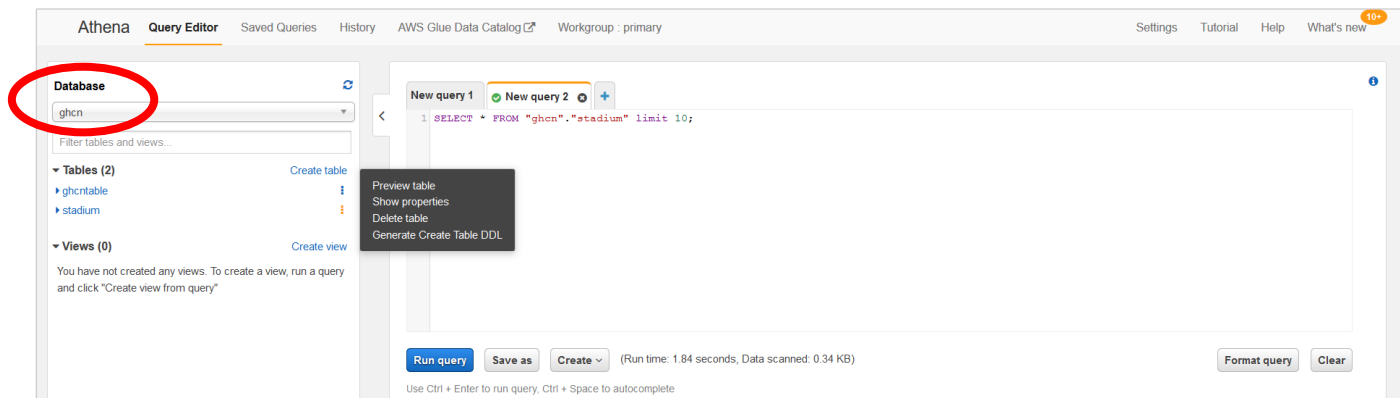 Athena Query Editor Saved Queries History AWS Glue Data Catalog Workgroup : primary Settings Tutorial Help What's new 10+
Database
ghcn
Filter tables and views...
Tables (2) Create table
ghcntable
stadium
Views (0) Create view
You have not created any views. To create a view, run a query
and click "Create view from query"
Preview table
Show properties
Delete table
Generate Create Table DDL
New query 1 New query 2 +
1 SELECT * FROM "ghcn"."stadium" limit 10;
Run query Save as Create (Run time: 1.84 seconds, Data scanned: 0.34 KB) Format query Clear
Use Ctrl + Enter to run query, Ctrl + Space to autocomplete